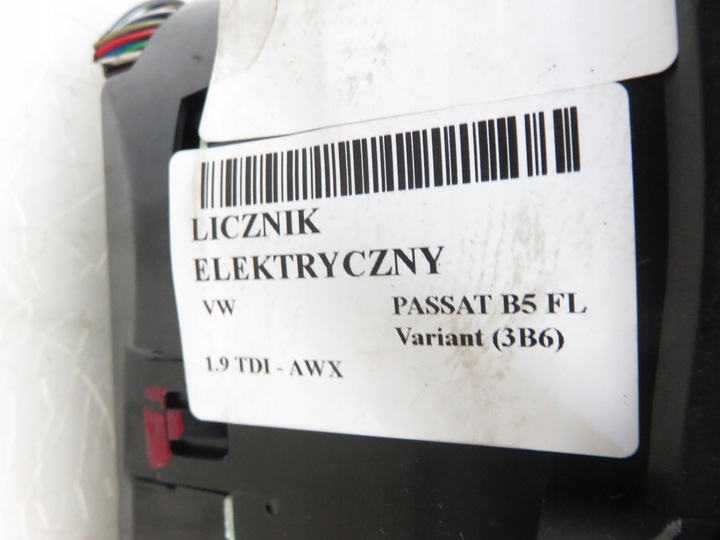 LICZNIK
ELEKTRYCZNY
VW PASSAT B5 FL
Variant (3B6)
1.9 TDI - AWX